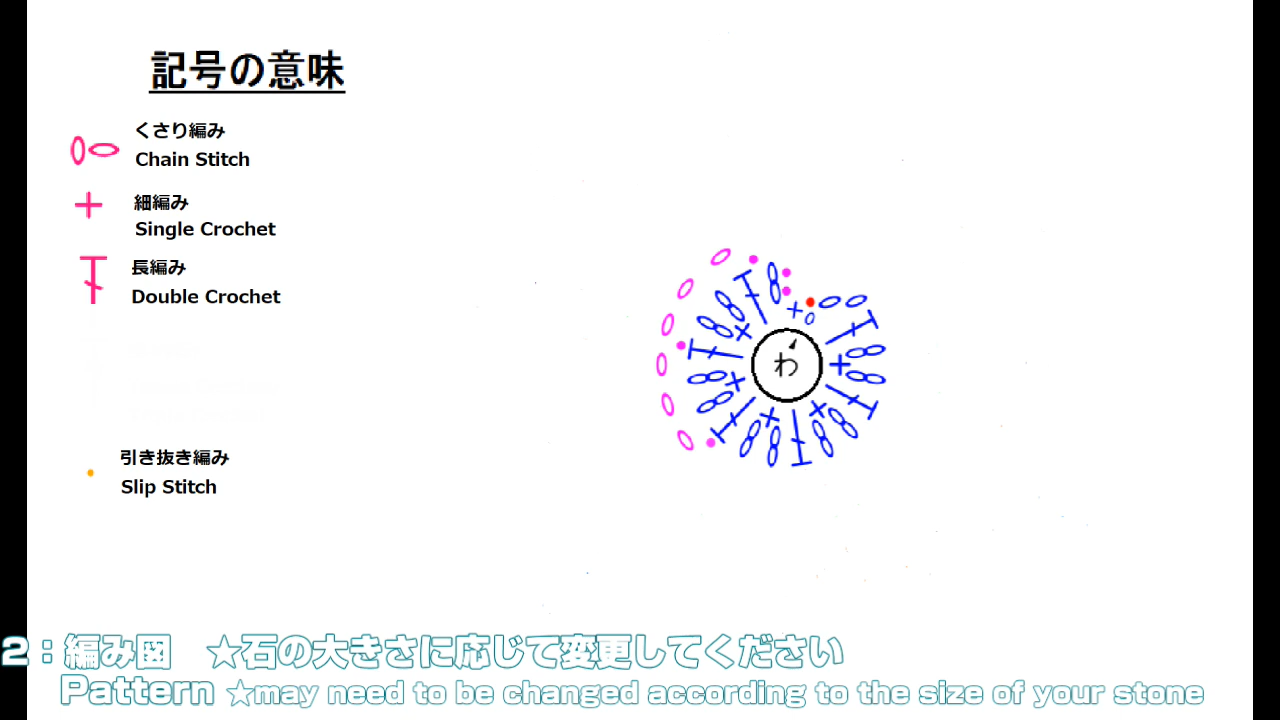 記号の意味
くさり編み
Chain Stitch
細編み
Single Crochet
長編み
Double Crochet
引き抜き編み
Slip Stitch
わ
2：編み図　★石の大きさに応じて変更してください
Pattern ★may need to be changed according to the size of your stone